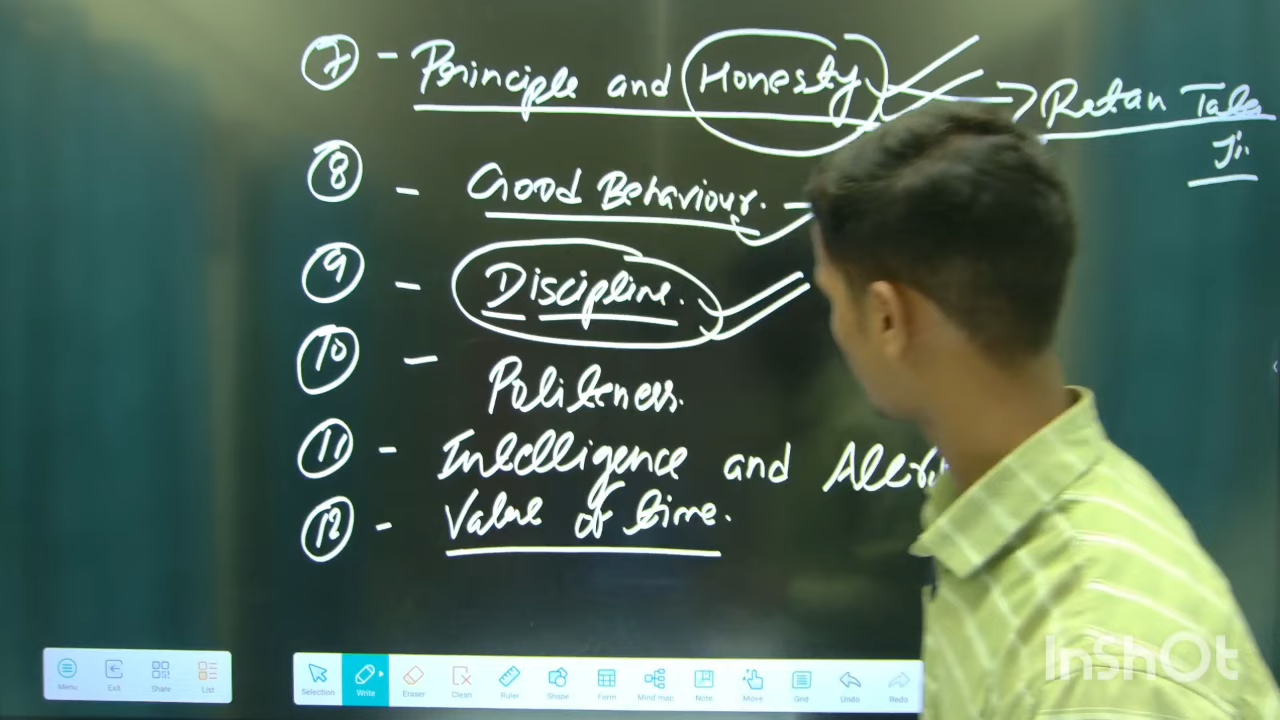 7 - Principle and Honesty. → Ratan Tata
Ji.
8 - Good Behaviour. -
9 - Discipline.
10 - Politeness.
11 - Intelligence and
12 - Value of time.
Menu Exit Share List
Selection Write Eraser Clean Ruler Shape Form Mind map Note Move Grid Undo Redo
InShOt